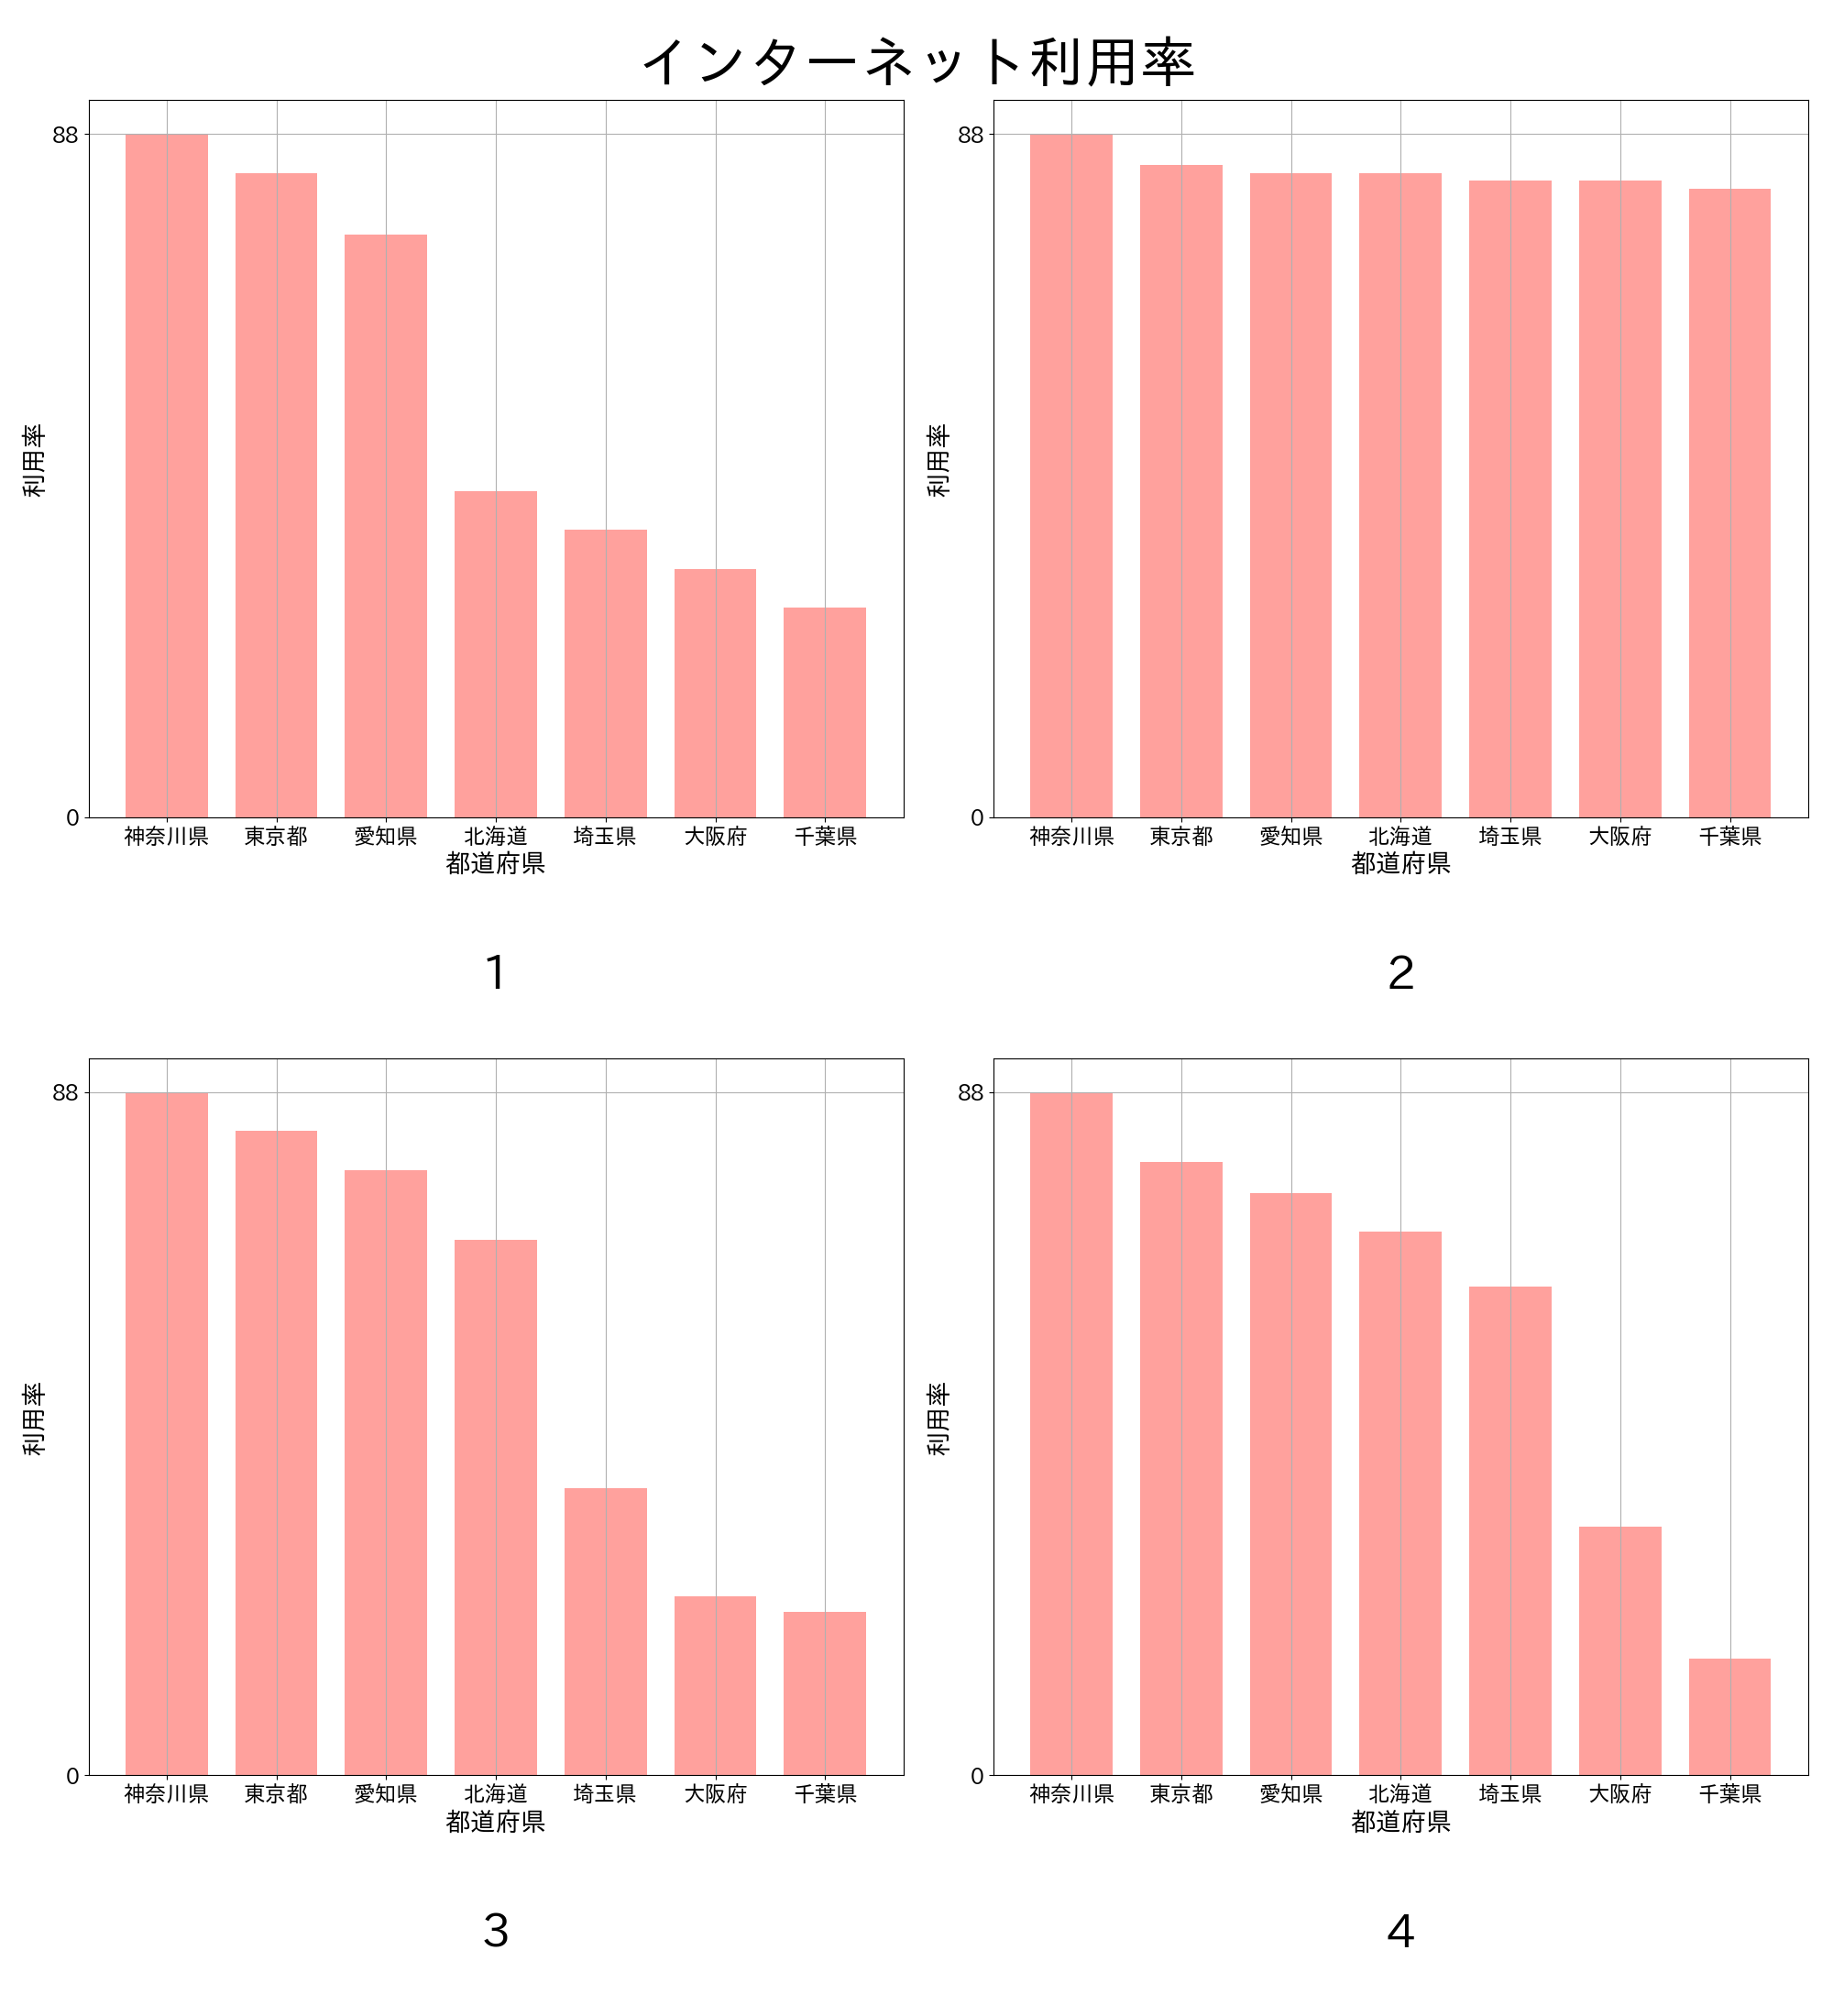 インターネット利用率
88
0
利用率
神奈川県 東京都 愛知県 北海道 埼玉県 大阪府 千葉県
都道府県
1
88
0
利用率
神奈川県 東京都 愛知県 北海道 埼玉県 大阪府 千葉県
都道府県
2
88
0
利用率
神奈川県 東京都 愛知県 北海道 埼玉県 大阪府 千葉県
都道府県
3
88
0
利用率
神奈川県 東京都 愛知県 北海道 埼玉県 大阪府 千葉県
都道府県
4